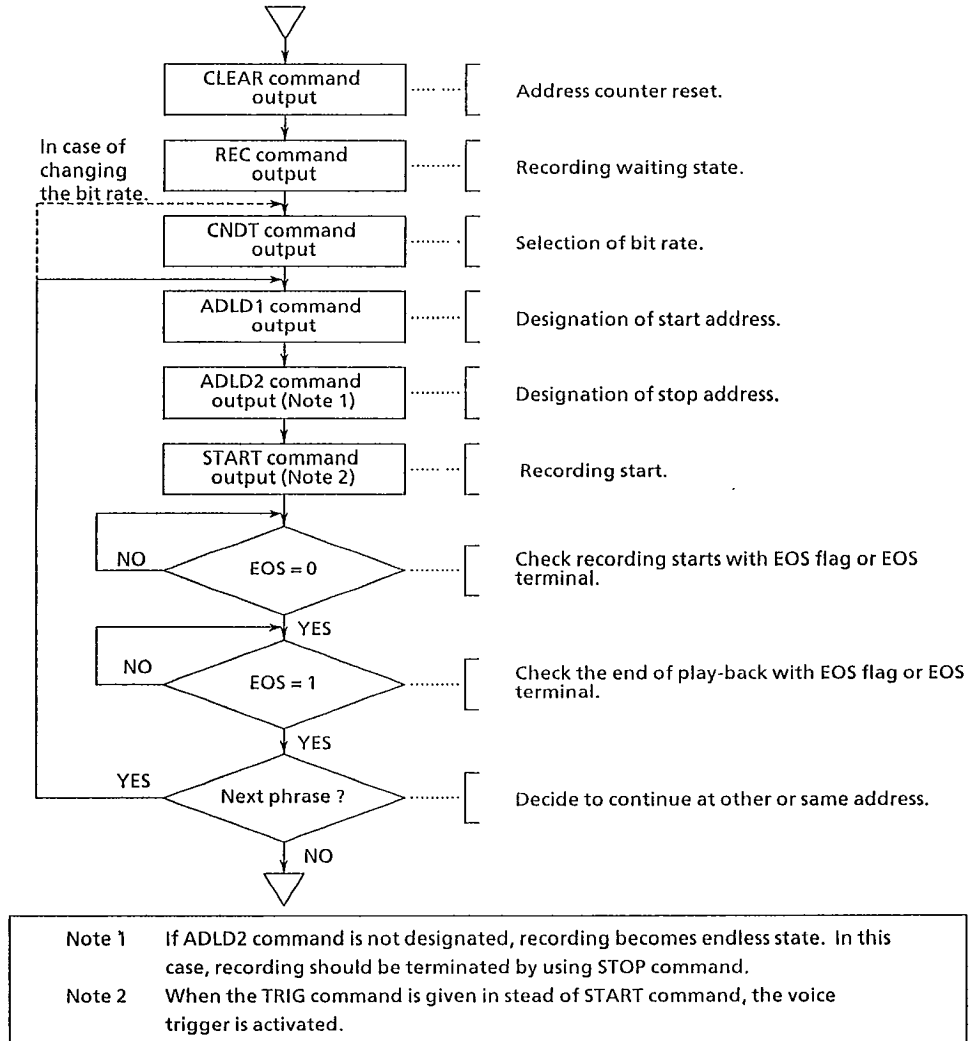 CLEAR command
output
Address counter reset.
In case of
changing
the bit rate.
REC command
output
Recording waiting state.
CNDT command
output
Selection of bit rate.
ADLD1 command
output
Designation of start address.
ADLD2 command
output (Note 1)
Designation of stop address.
START command
output (Note 2)
Recording start.
NO
EOS = 0
Check recording starts with EOS flag or EOS
terminal.
YES
NO
EOS = 1
Check the end of play-back with EOS flag or EOS
terminal.
YES
YES
Next phrase ?
Decide to continue at other or same address.
NO
Note 1 If ADLD2 command is not designated, recording becomes endless state. In this
case, recording should be terminated by using STOP command.
Note 2 When the TRIG command is given in stead of START command, the voice
trigger is activated.